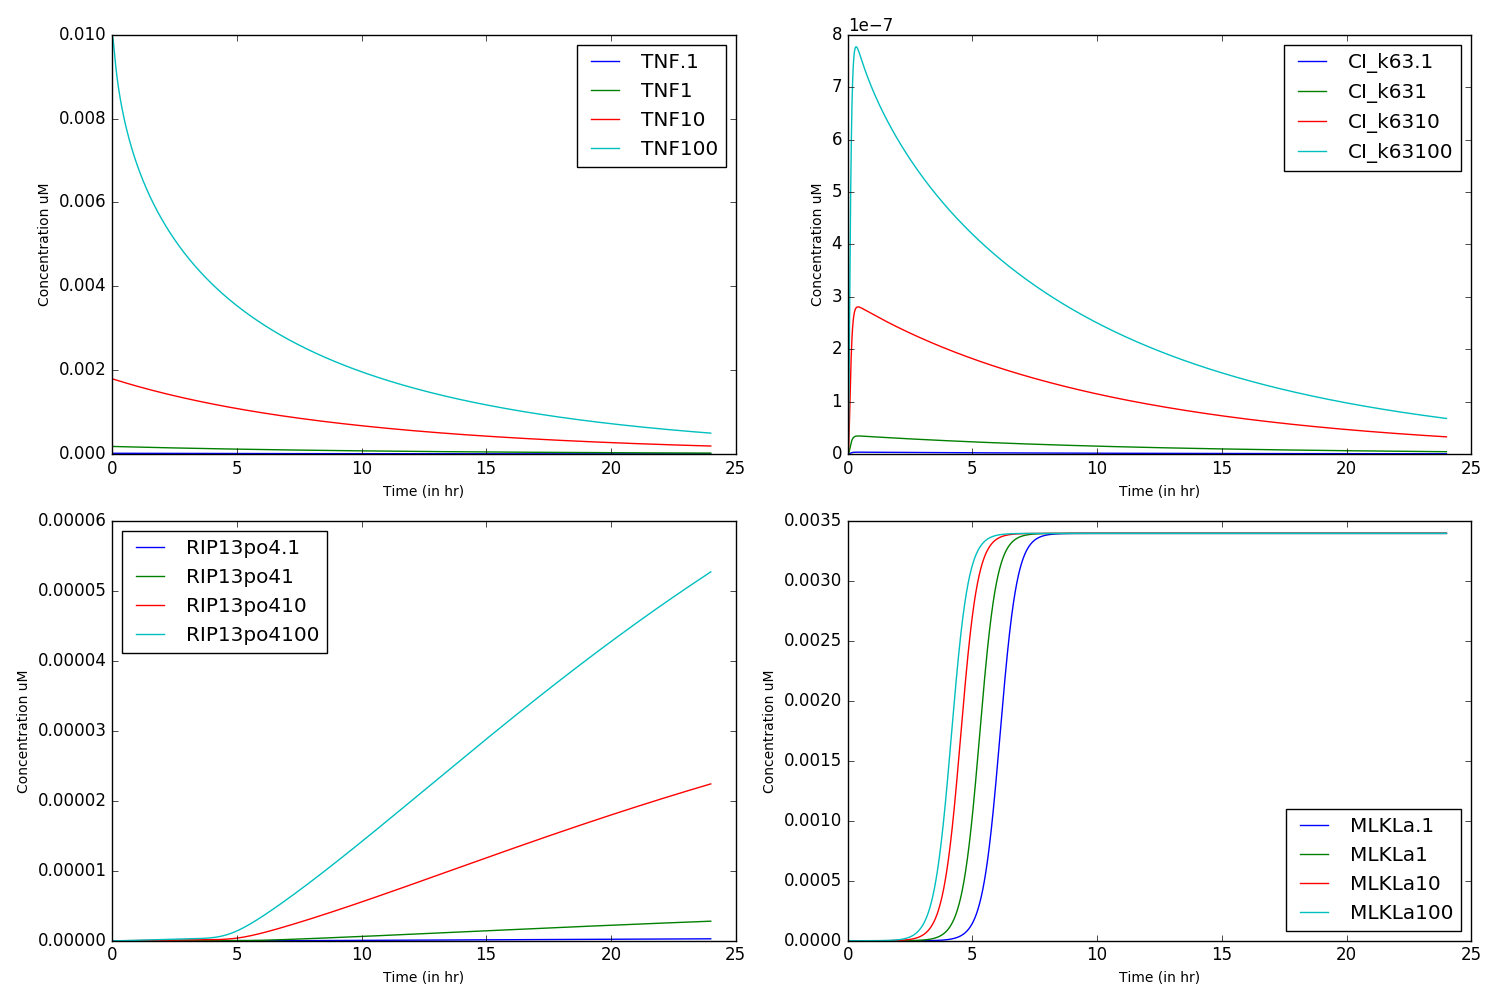 0.010
0.008
0.006
0.004
0.002
0.000
Concentration uM
0
5
10
15
20
25
Time (in hr)
TNF.1
TNF1
TNF10
TNF100
1e−7
8
7
6
5
4
3
2
1
0
Concentration uM
0
5
10
15
20
25
Time (in hr)
CI_k63.1
CI_k631
CI_k6310
CI_k63100
0.00006
0.00005
0.00004
0.00003
0.00002
0.00001
0.00000
Concentration uM
0
5
10
15
20
25
Time (in hr)
RIP13po4.1
RIP13po41
RIP13po410
RIP13po4100
0.0035
0.0030
0.0025
0.0020
0.0015
0.0010
0.0005
0.0000
Concentration uM
0
5
10
15
20
25
Time (in hr)
MLKLa.1
MLKLa1
MLKLa10
MLKLa100